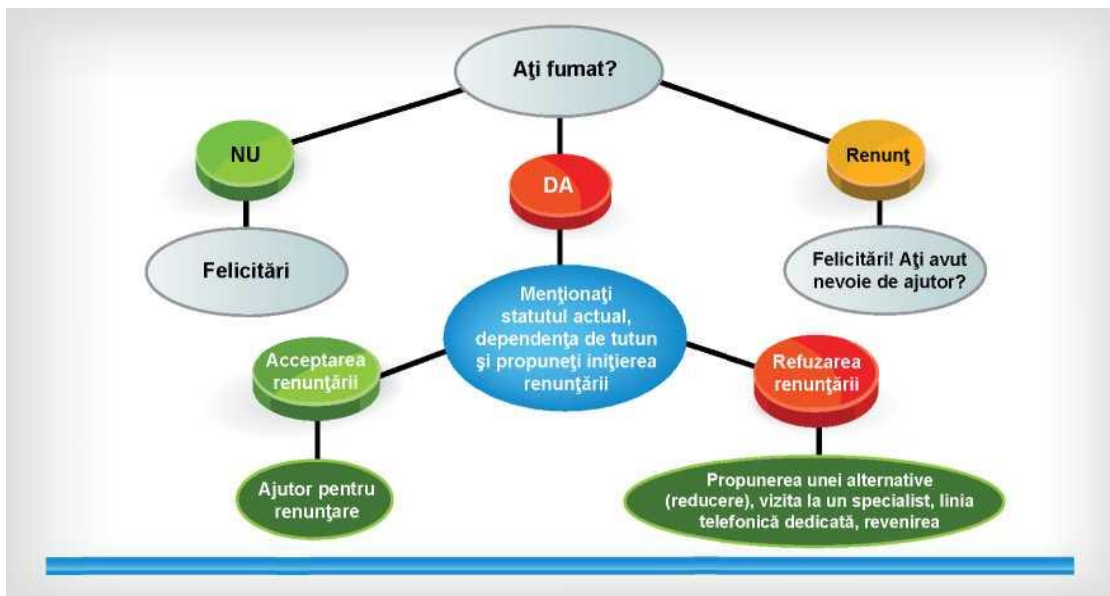 Aţi fumat?
NU
DA
Renunţ
Felicitări
Felicitări! Aţi avut
nevoie de ajutor?
Menţionaţi
statutul actual,
dependenţa de tutun
şi propuneţi iniţierea
renunţării
Acceptarea
renunţării
Refuzarea
renunţării
Ajutor pentru
renunţare
Propunerea unei alternative
(reducere), vizita la un specialist, linia
telefonică dedicată, revenirea